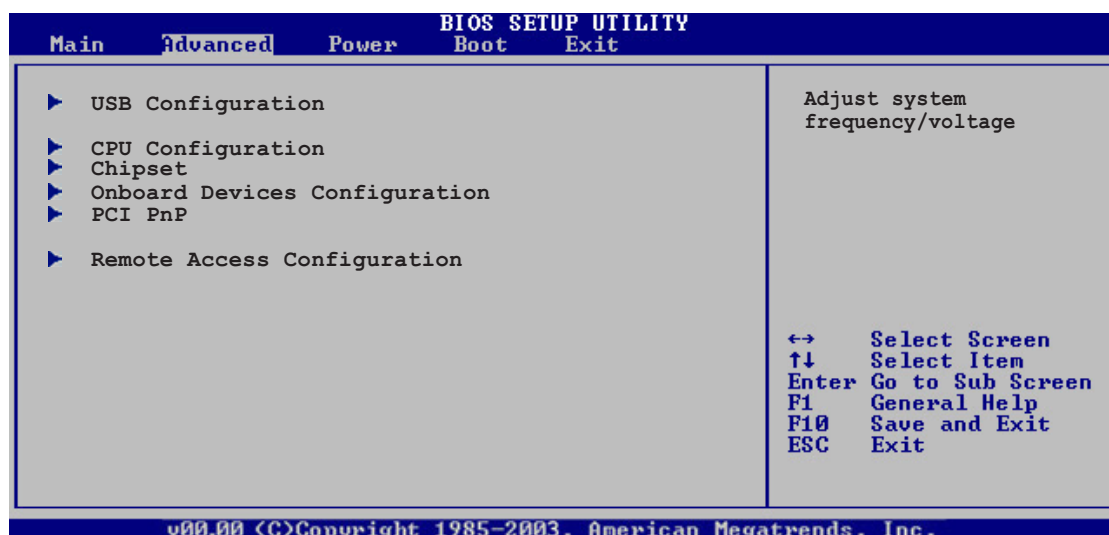 BIOS SETUP UTILITY
Main Advanced Power Boot Exit
USB Configuration
CPU Configuration
Chipset
Onboard Devices Configuration
PCI PnP
Remote Access Configuration
Adjust system
frequency/voltage
←→ Select Screen
↑↓ Select Item
Enter Go to Sub Screen
F1 General Help
F10 Save and Exit
ESC Exit
v00.00 (C)Copyright 1985-2003, American Megatrends, Inc.